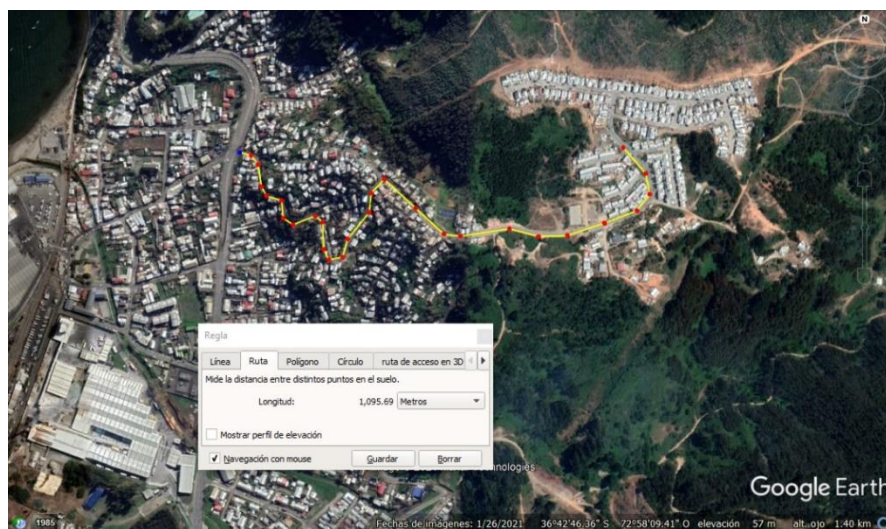 N
Regla
Línea Ruta Polígono Círculo ruta de acceso en 3D
Mide la distancia entre distintos puntos en el suelo.
Longitud: 1,095.69 Metros
Mostrar perfil de elevación
Navegación con mouse Guardar Borrar
Google Earth
1985 Fechas de imágenes: 1/26/2021 36°42'46.36" S 72°58'09.41" O elevación 57 m alt. ojo 1:40 km